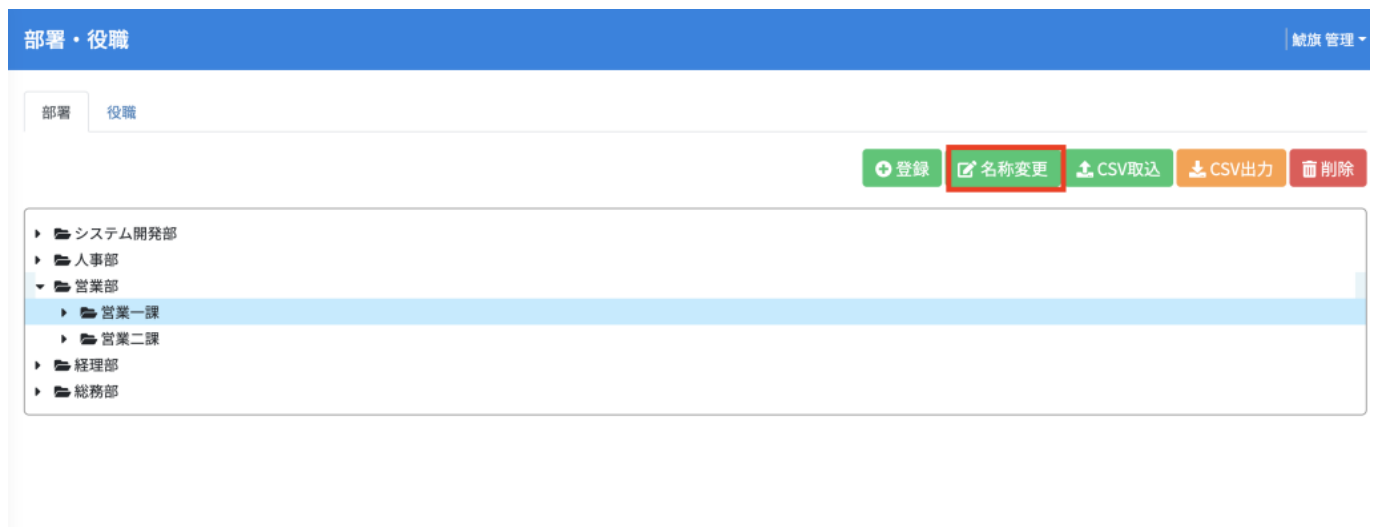 部署・役職
鯱旗 管理
部署 役職
登録 名称変更 CSV取込 CSV出力 削除
システム開発部
人事部
営業部
営業一課
営業二課
経理部
総務部